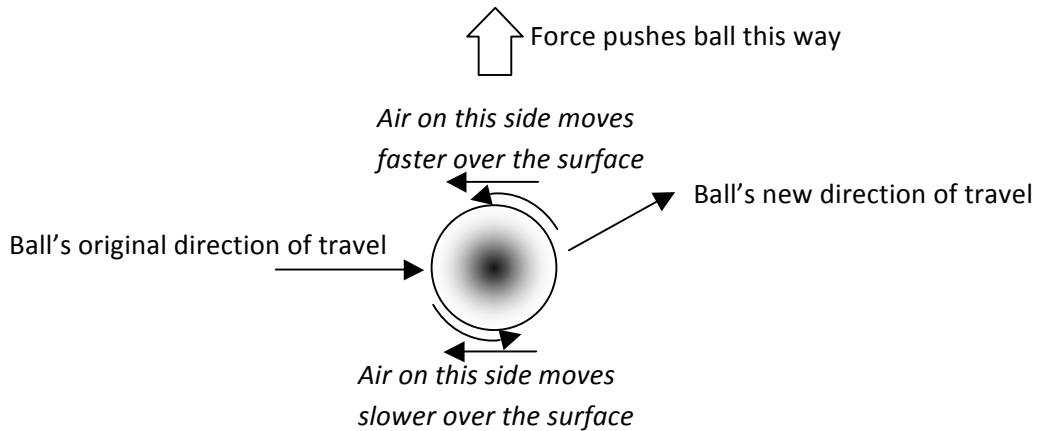 Force pushes ball this way
Air on this side moves
faster over the surface
Ball’s new direction of travel
Ball’s original direction of travel
Air on this side moves
slower over the surface